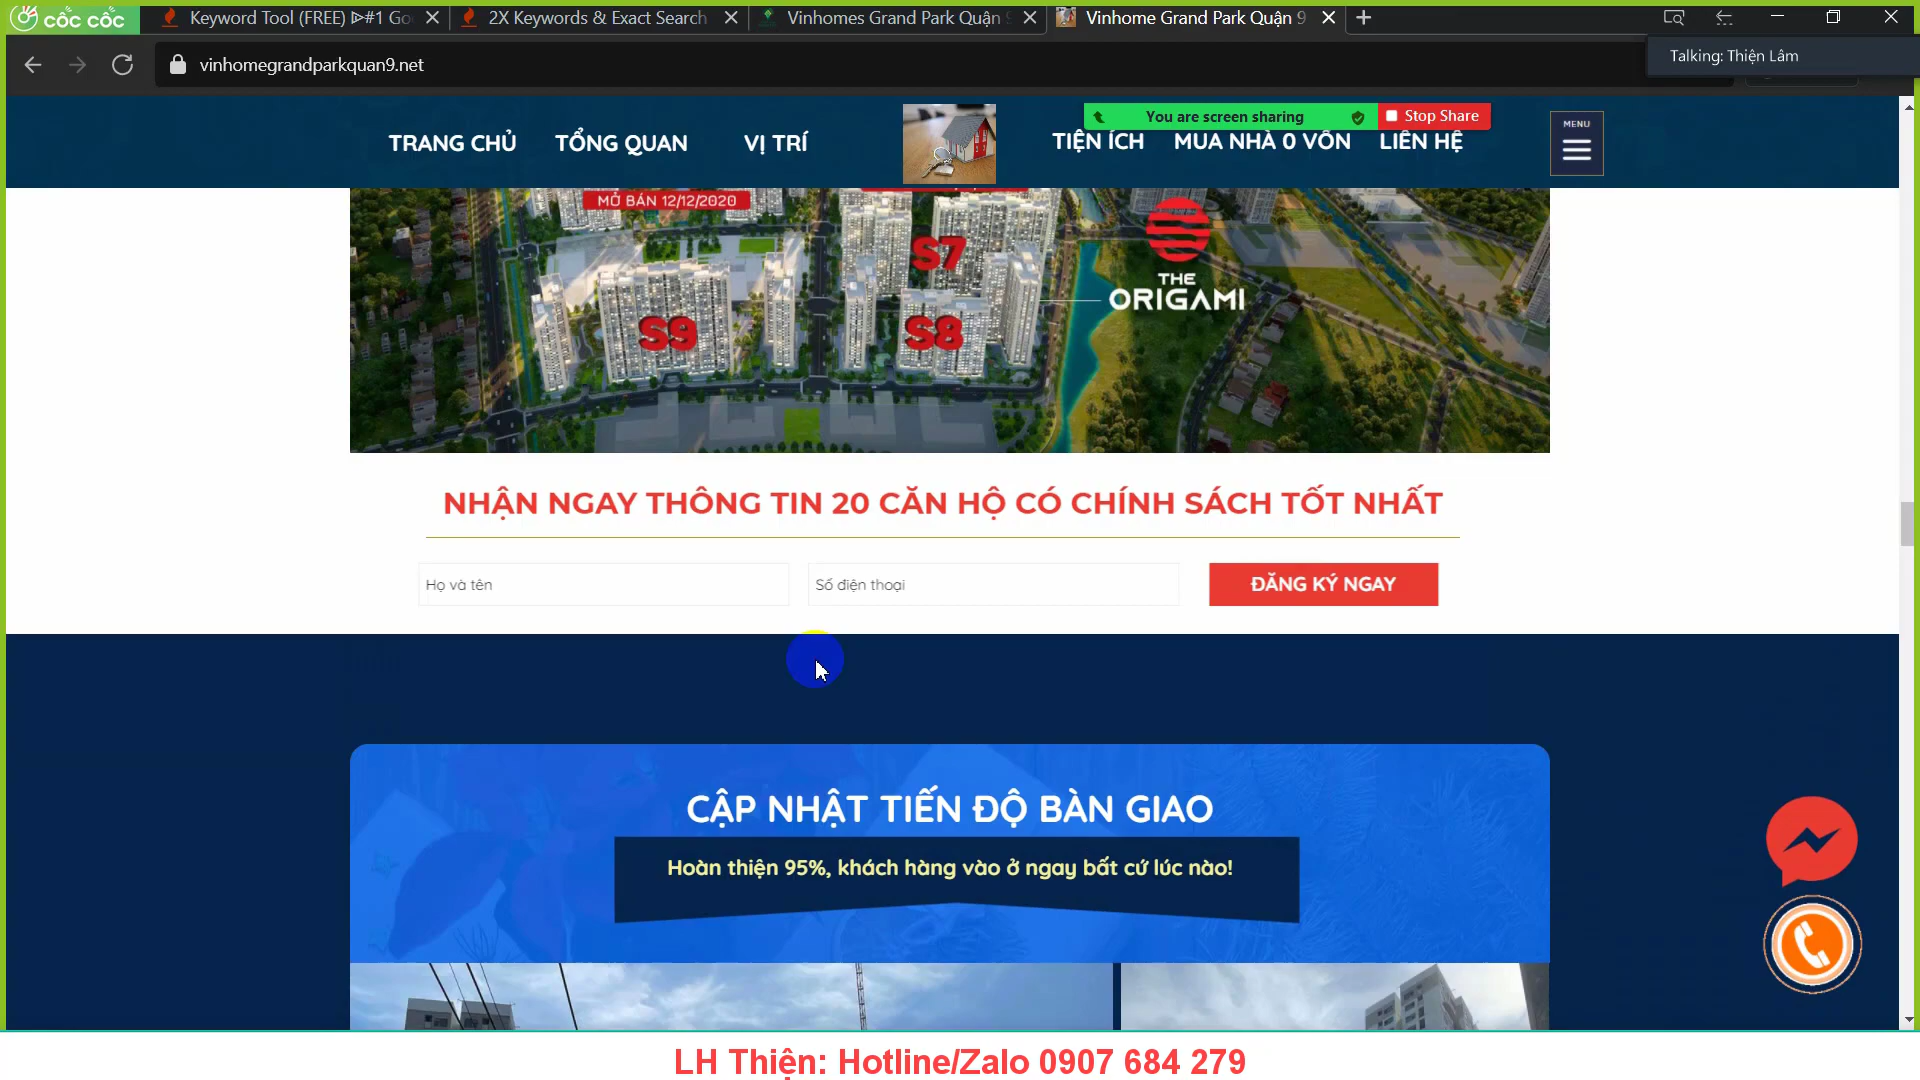 cốc cốc
Keyword Tool (FREE) ᐈ#1 Go
2X Keywords & Exact Search
Vinhomes Grand Park Quận 9
Vinhome Grand Park Quận 9
vinhomegrandparkquan9.net
Talking: Thiện Lâm
You are screen sharing
Stop Share
TRANG CHỦ
TỔNG QUAN
VỊ TRÍ
TIỆN ÍCH
MUA NHÀ 0 VỐN
LIÊN HỆ
MENU
MỞ BÁN 12/12/2020
S7
S9
S8
THE
ORIGAMI
NHẬN NGAY THÔNG TIN 20 CĂN HỘ CÓ CHÍNH SÁCH TỐT NHẤT
Họ và tên
Số điện thoại
ĐĂNG KÝ NGAY
CẬP NHẬT TIẾN ĐỘ BÀN GIAO
Hoàn thiện 95%, khách hàng vào ở ngay bất cứ lúc nào!
LH Thiện: Hotline/Zalo 0907 684 279